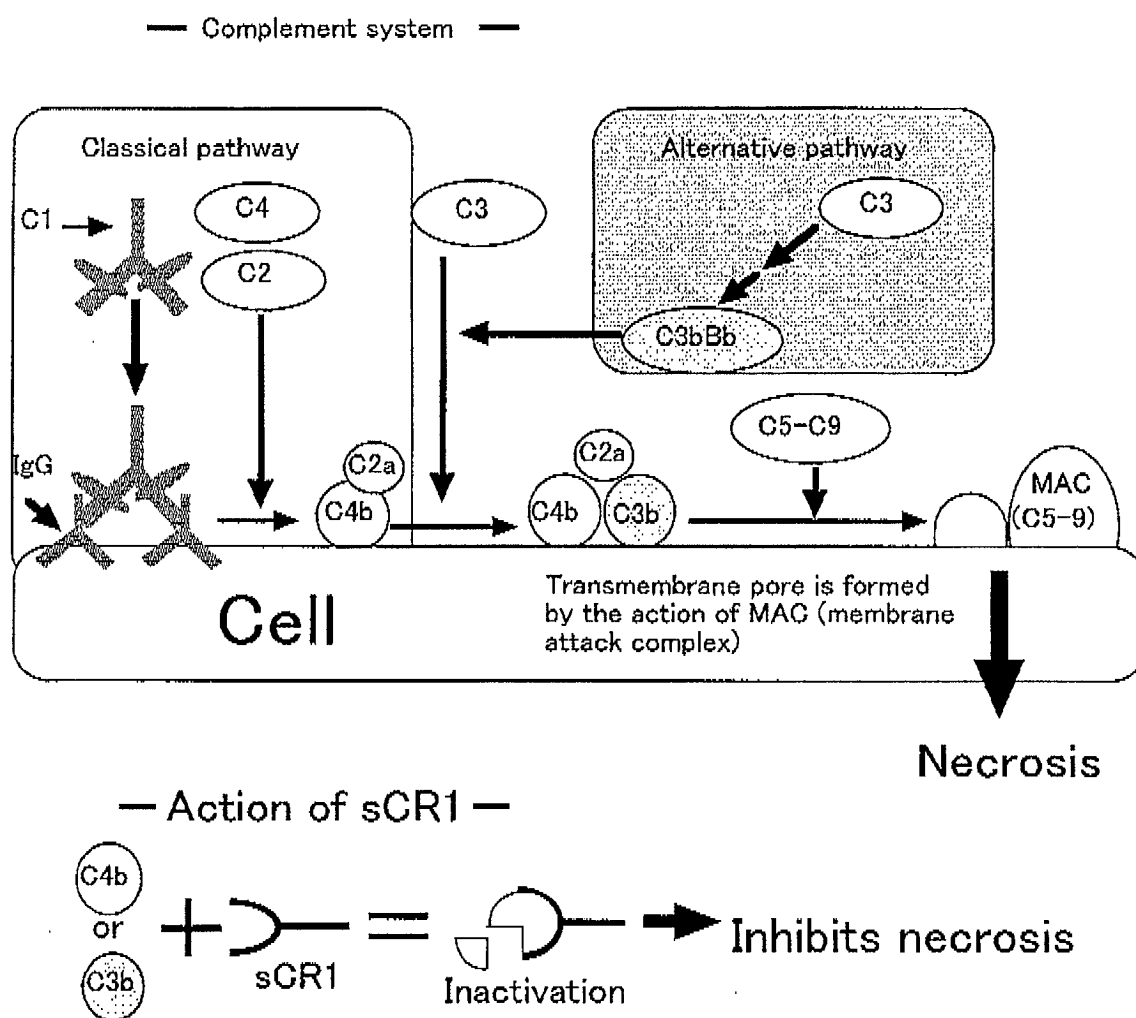 — Complement system —
Classical pathway
Alternative pathway
C1
C4
C3
C3
C2
C3bBb
C5-C9
IgG
C2a
C2a
C4b
C4b
C3b
MAC
(C5-9)
Cell
Transmembrane pore is formed
by the action of MAC (membrane
attack complex)
Necrosis
— Action of sCR1 —
C4b
or
C3b
+
sCR1
=
Inactivation
Inhibits necrosis